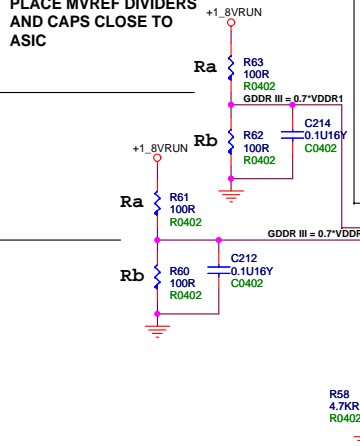 PLACE MVREF DIVIDERS
AND CAPS CLOSE TO
ASIC
+1_8VRUN
Ra
R63
100R
R0402
GDDR III = 0.7*VDDR1
Rb
R62
100R
R0402
C214
0.1U16Y
C0402
+1_8VRUN
Ra
R61
100R
R0402
GDDR III = 0.7*VDDR
Rb
R60
100R
R0402
C212
0.1U16Y
C0402
R58
4.7KR
R0402